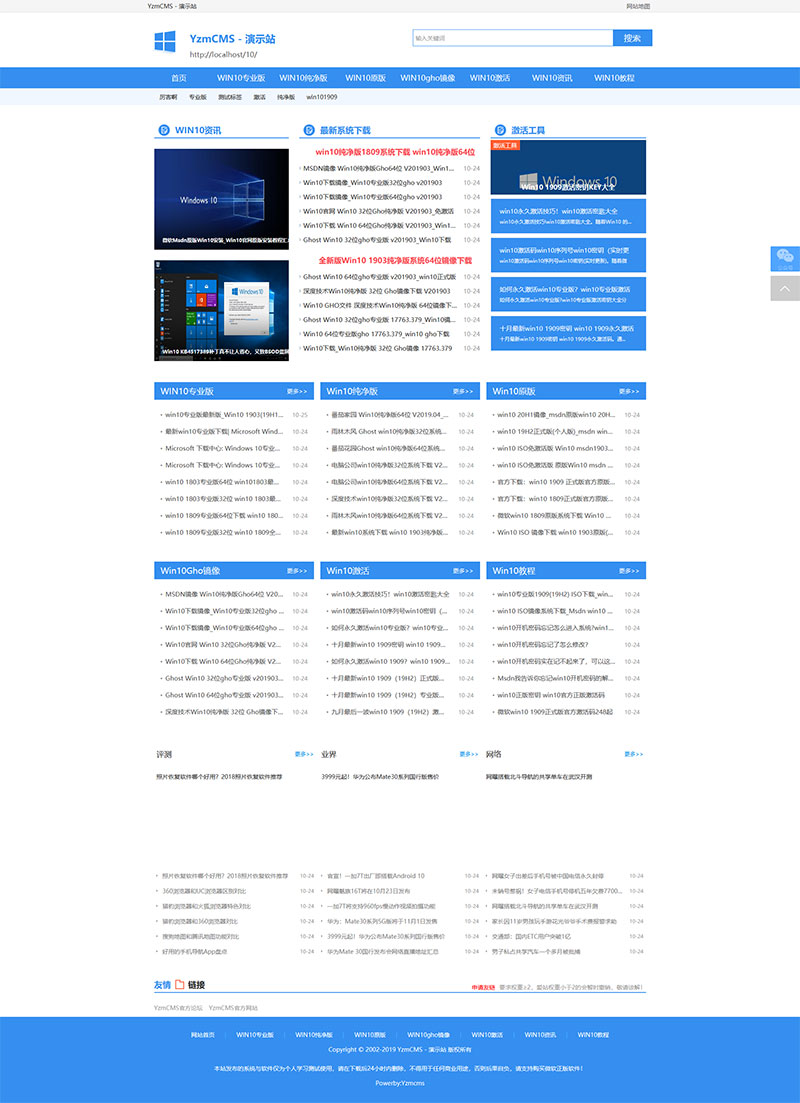 YzmCMS - 演示站
网站地图
YzmCMS - 演示站
http://localhost/10/
输入关键词
搜索
首页 WIN10专业版 WIN10纯净版 WIN10原版 WIN10gho镜像 WIN10激活 WIN10资讯 WIN10教程
厉害啊 专业版 测试标签 激活 纯净版 win101909
WIN10资讯
Windows 10
微软Msdn原版Win10安装_Win10官网原版安装教程汇
Win10 KB4517389补丁真不让人省心，又致BSOD蓝屏
最新系统下载
win10纯净版1809系统下载 win10纯净版64位
MSDN镜像 Win10纯净版Gho64位 V201903_Win1... 10-24
Win10下载镜像_Win10专业版32位gho v201903 10-24
Win10下载镜像_Win10专业版64位gho v201903 10-24
Win10官网 Win10 32位Gho纯净版 V201903_免激活 10-24
Win10下载 Win10 64位Gho纯净版 V201903_Win1... 10-24
Ghost Win10 32位gho专业版 v201903_Win10下载 10-24
全新版Win10 1903纯净版系统64位镜像下载
Ghost Win10 64位gho专业版 v201903_win10正式版 10-24
深度技术Win10纯净版 32位 Gho镜像下载 V201903 10-24
Win10 GHO文件 深度技术Win10纯净版 64位镜像下... 10-24
Ghost Win10 32位gho专业版 17763.379_Win10镜... 10-24
Win10 64位专业版gho 17763.379_win10 gho下载 10-24
Win10下载_Win10纯净版 32位 Gho镜像 17763.379 10-24
激活工具
激活工具
Windows 10
Win10 1909激活密钥KEY大全
win10永久激活技巧！win10激活密匙大全
win10永久激活技巧!win10激活密匙大全。随着Win10 的...
win10激活码win10序列号win10密钥（实时更
win10激活码win10序列号win10密钥(实时更新)。随着微
如何永久激活win10专业版？win10专业版激活
如何永久激活win10专业版?win10专业版激活密匙大全分
十月最新win10 1909密钥 win10 1909永久激活
十月最新win10 1909密钥 win10 1909永久激活码。通...
WIN10专业版 更多>>
win10专业版最新版_Win10 1903(19H1... 10-25
最新win10专业版下载| Microsoft Wind... 10-24
Microsoft 下载中心: Windows 10专业... 10-24
Microsoft 下载中心: Windows 10专业... 10-24
win10 1803专业版64位 win101803最... 10-24
win10 1803专业版32位 win10 1803最... 10-24
win10 1809专业版64位下载 win10 180... 10-24
win10 1809专业版32位 win10 1809全... 10-24
Win10纯净版 更多>>
番茄家园 Win10纯净版64位 V2019.04_... 10-24
雨林木风 Ghost win10纯净版32位系统... 10-24
番茄花园Ghost win10纯净版64位系统... 10-24
电脑公司win10纯净版32位系统下载 V2... 10-24
电脑公司win10纯净版64位系统下载 V2... 10-24
深度技术win10纯净版32位系统下载 V2... 10-24
雨林木风win10纯净版64位系统下载 V2... 10-24
最新win10系统下载 win10 1903纯净版... 10-24
Win10原版 更多>>
win10 20H1镜像_msdn原版win10 20H... 10-24
win10 19H2正式版(个人版)_msdn win... 10-24
win10 ISO免激活版 Win10 msdn1903... 10-24
win10 ISO免激活版 原版Win10 msdn ... 10-24
官方下载：win10 1909 正式版官方原版... 10-24
官方下载：win10 1809正式版官方原版... 10-24
微软win10 1809原版系统下载 Win10 ... 10-24
Win10 ISO 镜像下载 win10 1903原版(... 10-24
Win10Gho镜像 更多>>
MSDN镜像 Win10纯净版Gho64位 V20... 10-24
Win10下载镜像_Win10专业版32位gho ... 10-24
Win10下载镜像_Win10专业版64位gho ... 10-24
Win10官网 Win10 32位Gho纯净版 V2... 10-24
Win10下载 Win10 64位Gho纯净版 V2... 10-24
Ghost Win10 32位gho专业版 v201903... 10-24
Ghost Win10 64位gho专业版 v201903... 10-24
深度技术Win10纯净版 32位 Gho镜像下... 10-24
Win10激活 更多>>
win10永久激活技巧！win10激活密匙大全 10-24
win10激活码win10序列号win10密钥（... 10-24
如何永久激活win10专业版？win10专业... 10-24
十月最新win10 1909密钥 win10 1909... 10-24
如何永久激活win10 1909？win10 1909... 10-24
十月最新win10 1909（19H2）正式版... 10-24
十月最新win10 1909（19H2）专业版... 10-24
九月最后一波win10 1909（19H2）激... 10-24
Win10教程 更多>>
win10专业版1909(19H2) ISO下载_win... 10-24
win10 ISO镜像系统下载_Msdn win10 ... 10-24
win10开机密码忘记怎么进入系统?win1... 10-24
win10开机密码忘记了怎么修改? 10-24
win10开机密码实在记不起来了，可以这... 10-24
Msdn我告诉你忘记win10开机密码的解... 10-24
win10正版密钥 win10官方正版激活码 10-24
微软win10 1909正式版官方激活码248起 10-24
评测 更多>>
照片恢复软件哪个好用？2018照片恢复软件推荐
业界 更多>>
3999元起！华为公布Mate30系列国行版售价
网络 更多>>
网曝搭载北斗导航的共享单车在武汉开测
照片恢复软件哪个好用？2018照片恢复软件推荐 10-24
360浏览器和UC浏览器区别对比 10-24
猎豹浏览器和火狐浏览器特色对比 10-24
猎豹浏览器和360浏览器对比 10-24
搜狗地图和腾讯地图功能对比 10-24
好用的手机导航App盘点 10-24
官宣！一加7T出厂即搭载Android 10 10-24
网曝魅族16T将在10月23日发布 10-24
一加7T将支持960fps慢动作视频拍摄功能 10-24
华为：Mate30系列5G版将于11月1日发售 10-24
3999元起！华为公布Mate30系列国行版售价 10-24
华为Mate 30国行发布会网络直播地址汇总 10-24
网曝女子出差后手机号被中国电信永久封停 10-24
未销号惹祸！女子电信手机号停机五年欠费7700... 10-24
网曝搭载北斗导航的共享单车在武汉开测 10-24
家长因11岁男孩玩手游花光爷爷手术费报警求助 10-24
交通部：国内ETC用户突破1亿 10-24
男子私占共享汽车一个多月被批捕 10-24
友情 链接
申请友链 要求权重≥2，蓝站权重小于2的会暂时撤销，敬请谅解！
YzmCMS官方论坛 YzmCMS官方网站
网站首页 WIN10专业版 WIN10纯净版 WIN10原版 WIN10gho镜像 WIN10激活 WIN10资讯 WIN10教程
Copyright © 2002-2019 YzmCMS - 演示站 版权所有
本站发布的系统与软件仅为个人学习测试使用，请在下载后24小时内删除，不得用于任何商业用途，否则后果自负，请支持购买微软正版软件！
Powerby:Yzmcms